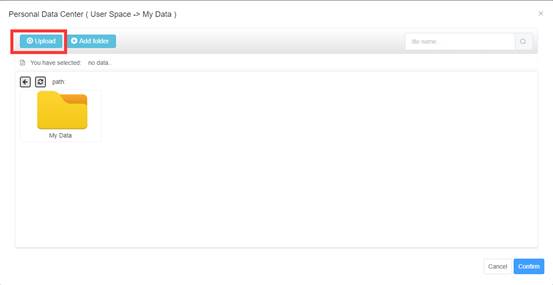 Personal Data Center ( User Space -> My Data )
Upload
Add folder
file name..
You have selected: no data.
path:
My Data
Cancel
Confirm